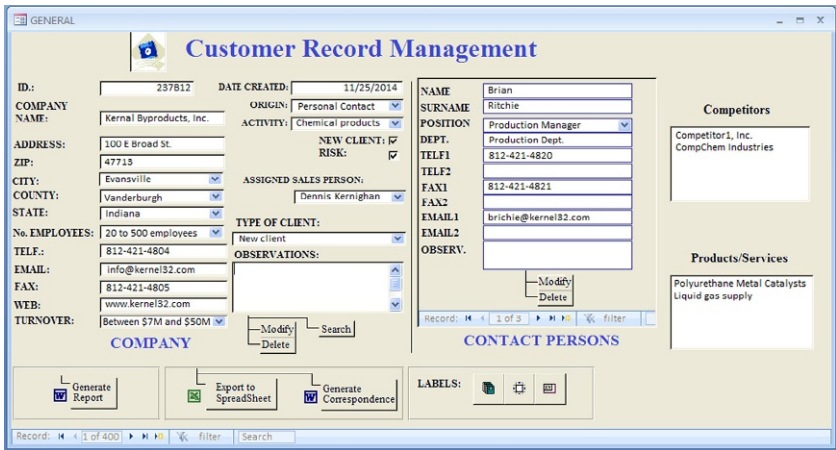 GENERAL
Customer Record Management
ID.: 237B12
COMPANY
NAME: Kernal Byproducts, Inc.
ADDRESS: 100 E Broad St.
ZIP: 47713
CITY: Evansville
COUNTY: Vanderburgh
STATE: Indiana
No. EMPLOYEES: 20 to 500 employees
TELF.: 812-421-4804
EMAIL: info@kernel32.com
FAX: 812-421-4805
WEB: www.kernel32.com
TURNOVER: Between $7M and $50M
COMPANY
DATE CREATED: 11/25/2014
ORIGIN: Personal Contact
ACTIVITY: Chemical products
NEW CLIENT:
RISK:
ASSIGNED SALES PERSON:
Dennis Kernighan
TYPE OF CLIENT:
New client
OBSERVATIONS:
Modify
Delete
Search
NAME Brian
SURNAME Ritchie
POSITION Production Manager
DEPT. Production Dept.
TELF1 812-421-4820
TELF2
FAX1 812-421-4821
FAX2
EMAIL1 brichie@kernel32.com
EMAIL2
OBSERV.
Modify
Delete
Record: 1 of 3 filter
CONTACT PERSONS
Competitors
Competitor1, Inc.
CompChem Industries
Products/Services
Polyurethane Metal Catalysts
Liquid gas supply
Generate
Report
Export to
SpreadSheet
Generate
Correspondence
LABELS:
Record: 1 of 400 filter Search